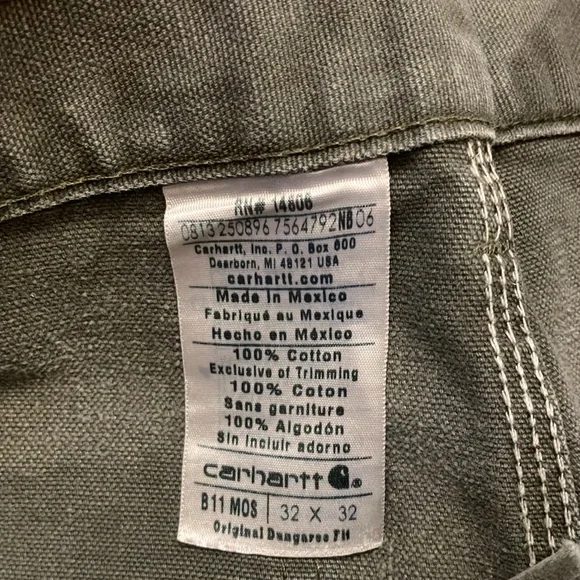 RN# 14806
0813 250896 7564792 NB 06
Carhartt, Inc. P. O. Box 600
Dearborn, MI 48121 USA
carhartt.com
Made In Mexico
Fabriqué au Mexique
Hecho en México
100% Cotton
Exclusive of Trimming
100% Coton
Sans garniture
100% Algodón
Sin incluir adorno
carhartt ®
B11 MOS | 32 X 32
Original Dungaree Fit